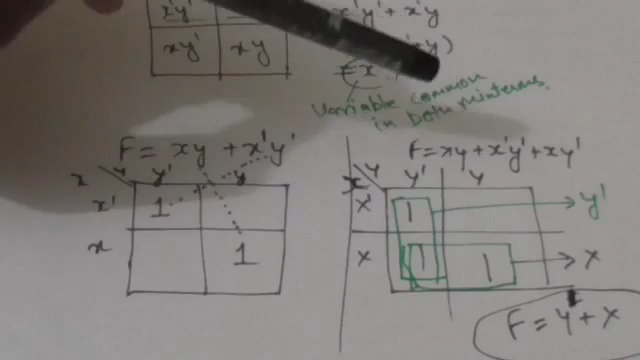 x'y'
x'y' + x'y
xy' xy
variable common
in both minterms.
F = xy + x'y'
x y y' y
x' 1
x 1
F = xy + x'y' + xy'
x y y' y
x' 1 y'
x 1 1 x
F = y + x